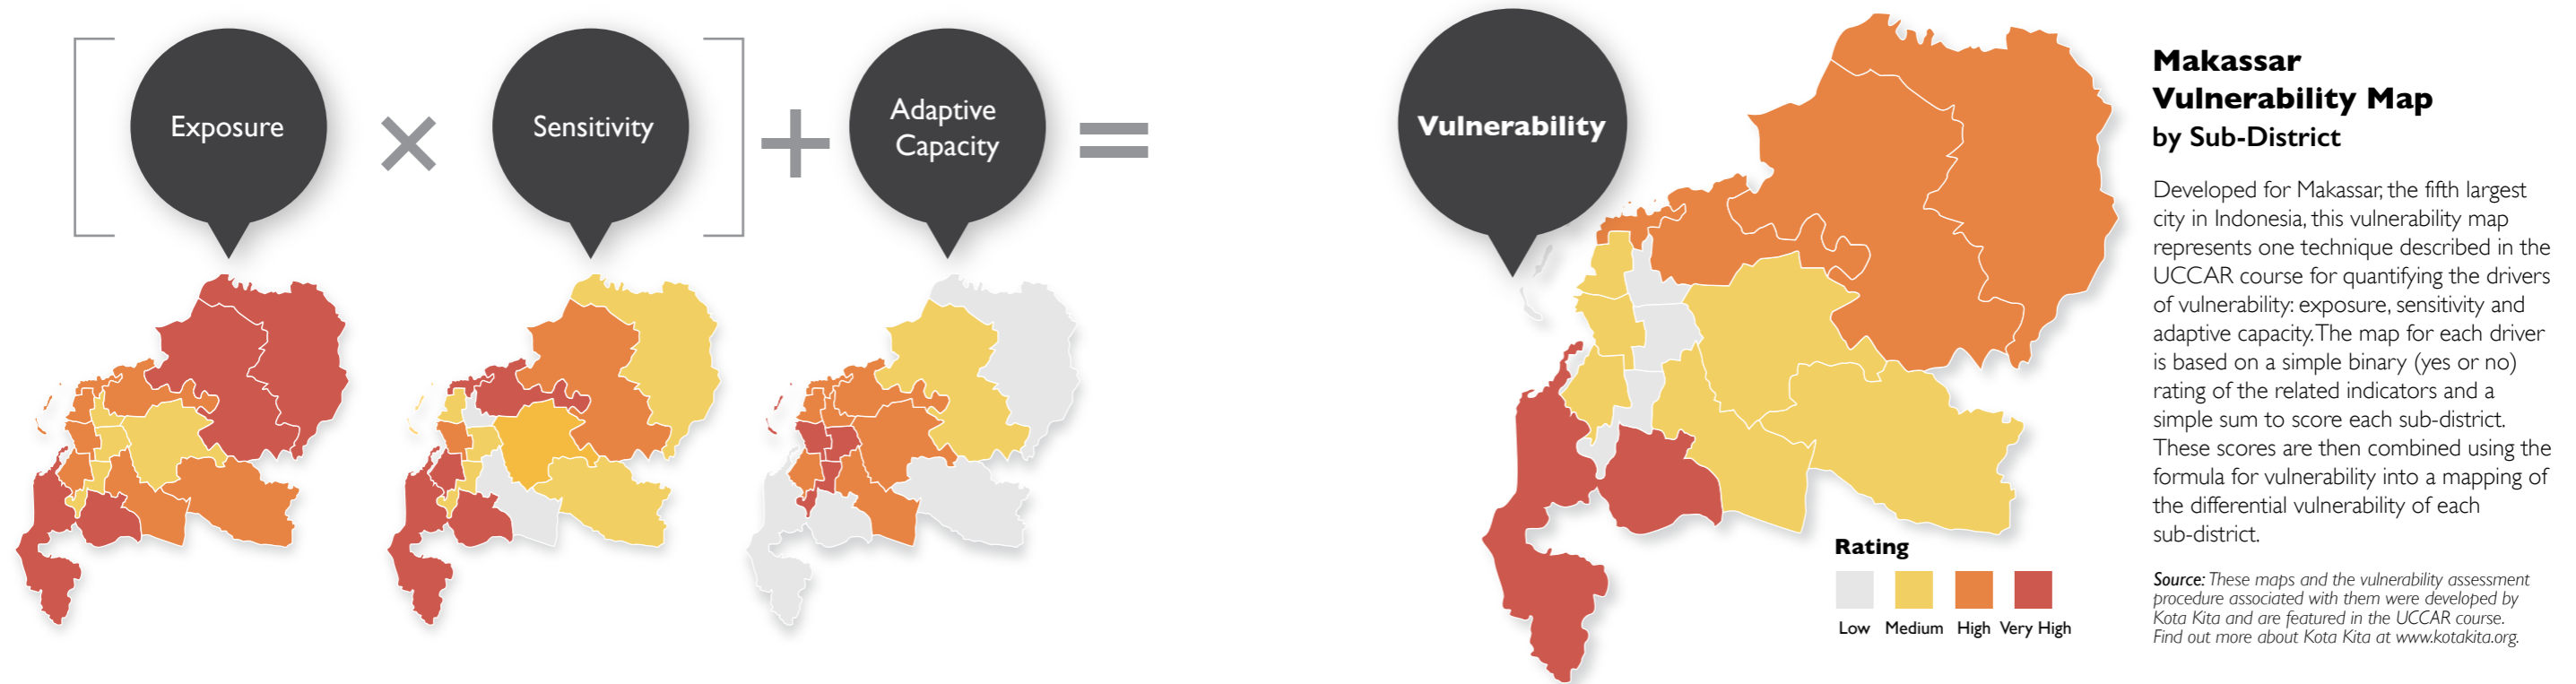 Exposure
×
Sensitivity
+
Adaptive
Capacity
=
Vulnerability
Makassar
Vulnerability Map
by Sub-District
Developed for Makassar, the fifth largest
city in Indonesia, this vulnerability map
represents one technique described in the
UCCAR course for quantifying the drivers
of vulnerability: exposure, sensitivity and
adaptive capacity. The map for each driver
is based on a simple binary (yes or no)
rating of the related indicators and a
simple sum to score each sub-district.
These scores are then combined using the
formula for vulnerability into a mapping of
the differential vulnerability of each
sub-district.
Source: These maps and the vulnerability assessment
procedure associated with them were developed by
Kota Kita and are featured in the UCCAR course.
Find out more about Kota Kita at www.kotakita.org.
Rating
Low Medium High Very High